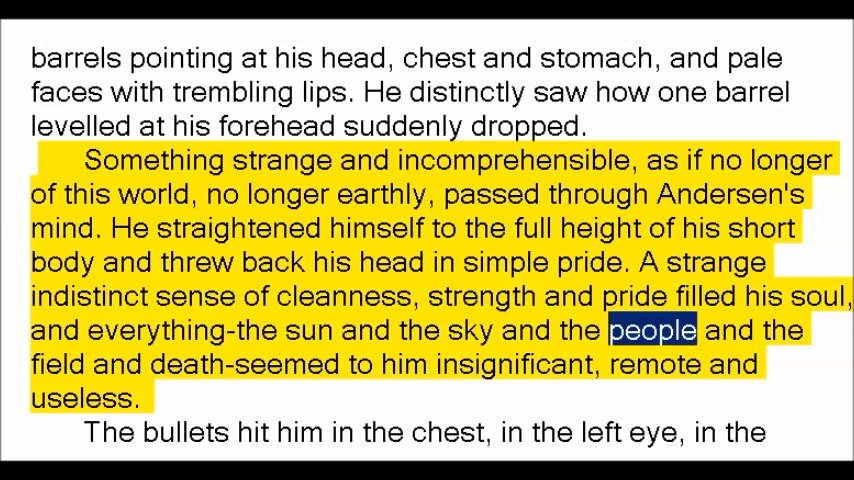 barrels pointing at his head, chest and stomach, and pale
faces with trembling lips. He distinctly saw how one barrel
levelled at his forehead suddenly dropped.
Something strange and incomprehensible, as if no longer
of this world, no longer earthly, passed through Andersen's
mind. He straightened himself to the full height of his short
body and threw back his head in simple pride. A strange
indistinct sense of cleanness, strength and pride filled his soul,
and everything-the sun and the sky and the people and the
field and death-seemed to him insignificant, remote and
useless.
The bullets hit him in the chest, in the left eye, in the